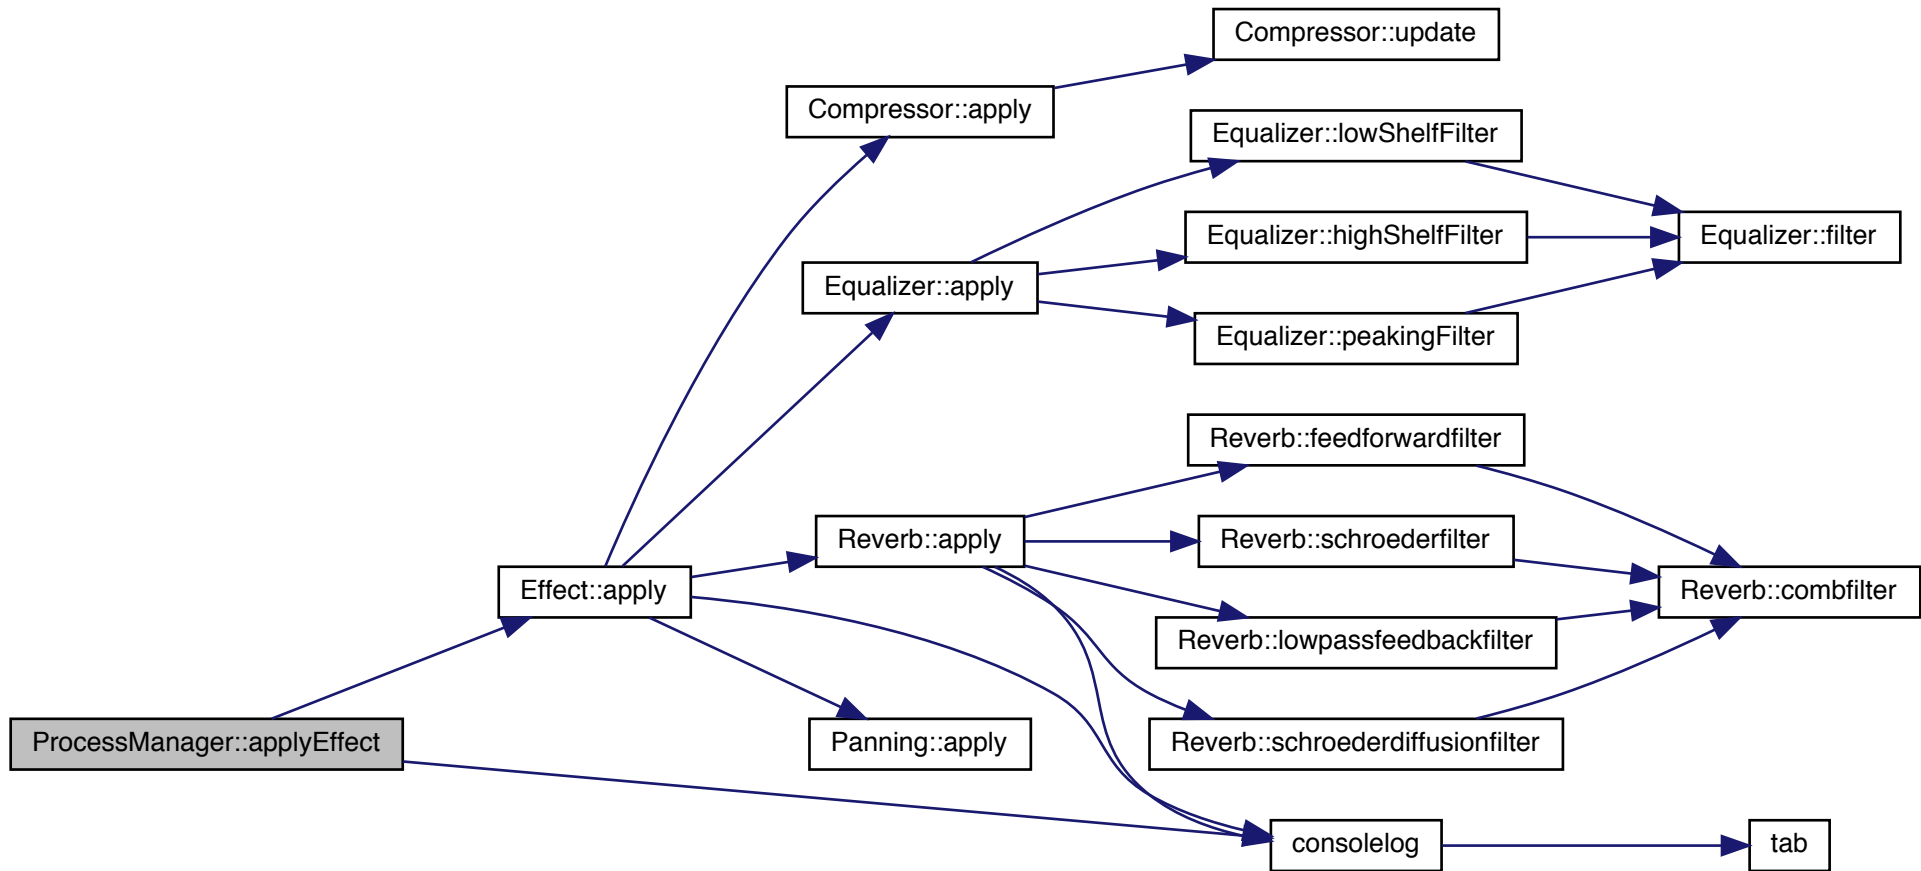 Compressor::update
Compressor::apply
Equalizer::lowShelfFilter
Equalizer::highShelfFilter
Equalizer::filter
Equalizer::apply
Equalizer::peakingFilter
Reverb::feedforwardfilter
Reverb::apply
Reverb::schroederfilter
Effect::apply
Reverb::combfilter
Reverb::lowpassfeedbackfilter
ProcessManager::applyEffect
Panning::apply
Reverb::schroederdiffusionfilter
consolelog
tab